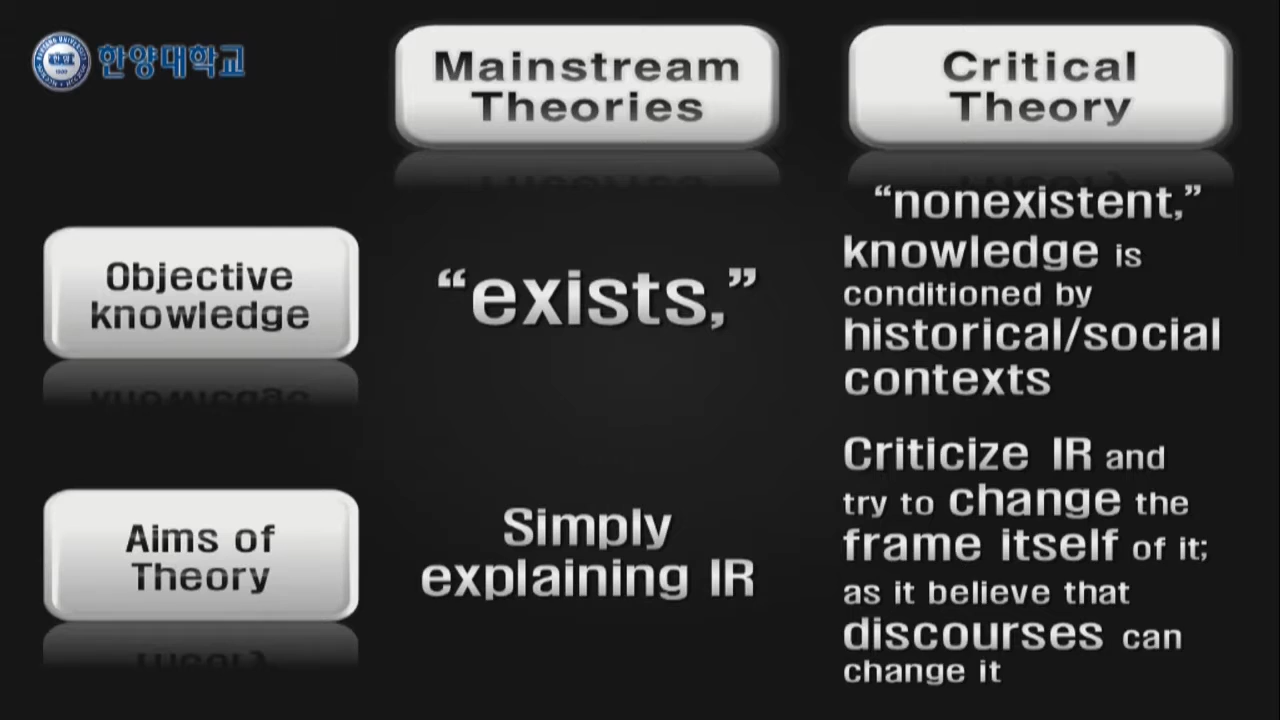 한양대학교
Mainstream
Theories
Critical
Theory
Objective
knowledge
“exists,”
“nonexistent,”
knowledge is
conditioned by
historical/social
contexts
Aims of
Theory
Simply
explaining IR
Criticize IR and
try to change the
frame itself of it;
as it believe that
discourses can
change it